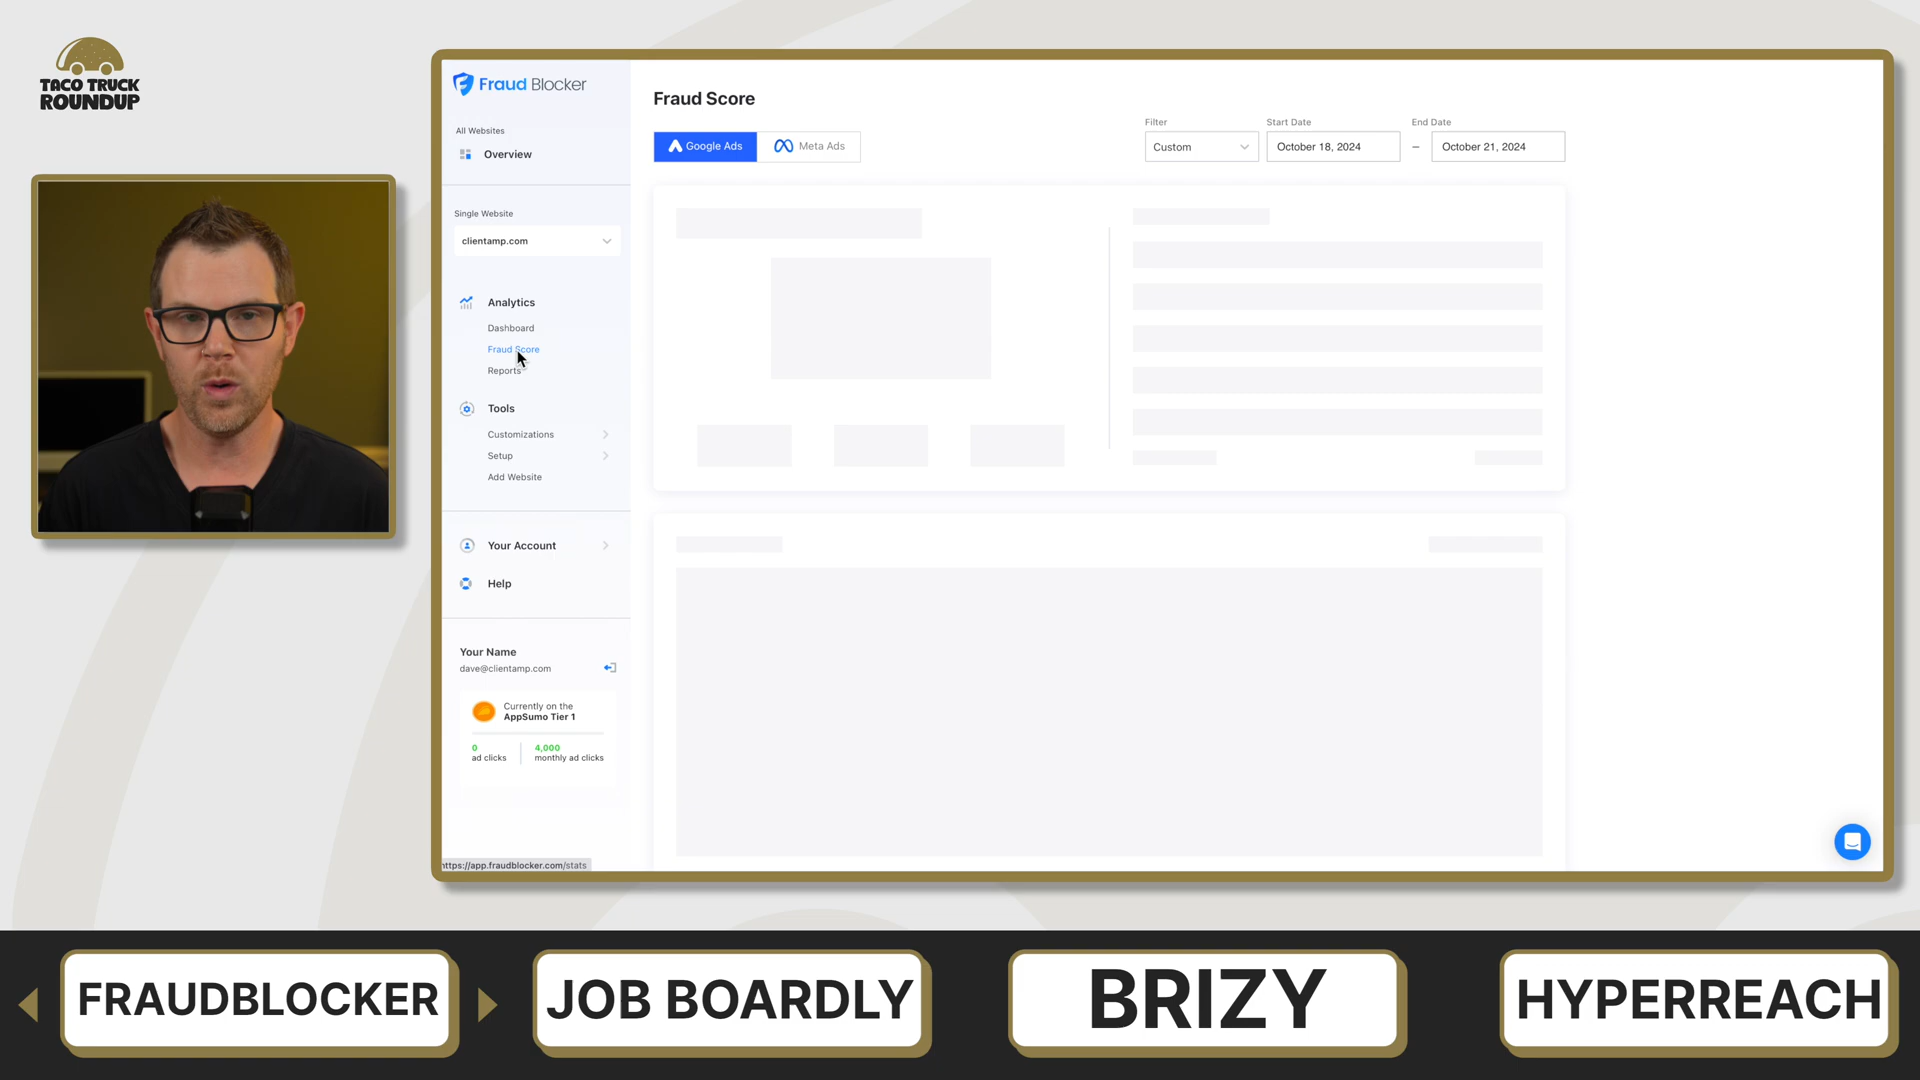 TACO TRUCK
ROUNDUP
Fraud Blocker
All Websites
Overview
Single Website
clientamp.com
Analytics
Dashboard
Fraud Score
Reports
Tools
Customizations
Setup
Add Website
Your Account
Help
Your Name
dave@clientamp.com
Currently on the
AppSumo Tier 1
0
ad clicks
4,000
monthly ad clicks
https://app.fraudblocker.com/stats
Fraud Score
Google Ads
Meta Ads
Filter
Custom
Start Date
October 18, 2024
–
End Date
October 21, 2024
FRAUDBLOCKER
JOB BOARDLY
BRIZY
HYPERREACH